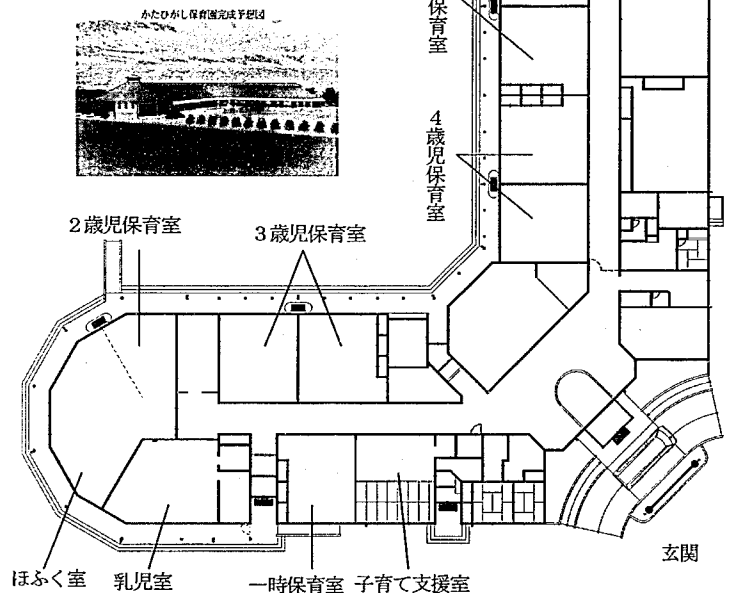 かたひがし保育園完成予想図
保育室
4歳児保育室
2歳児保育室
3歳児保育室
ほふく室
乳児室
一時保育室
子育て支援室
玄関